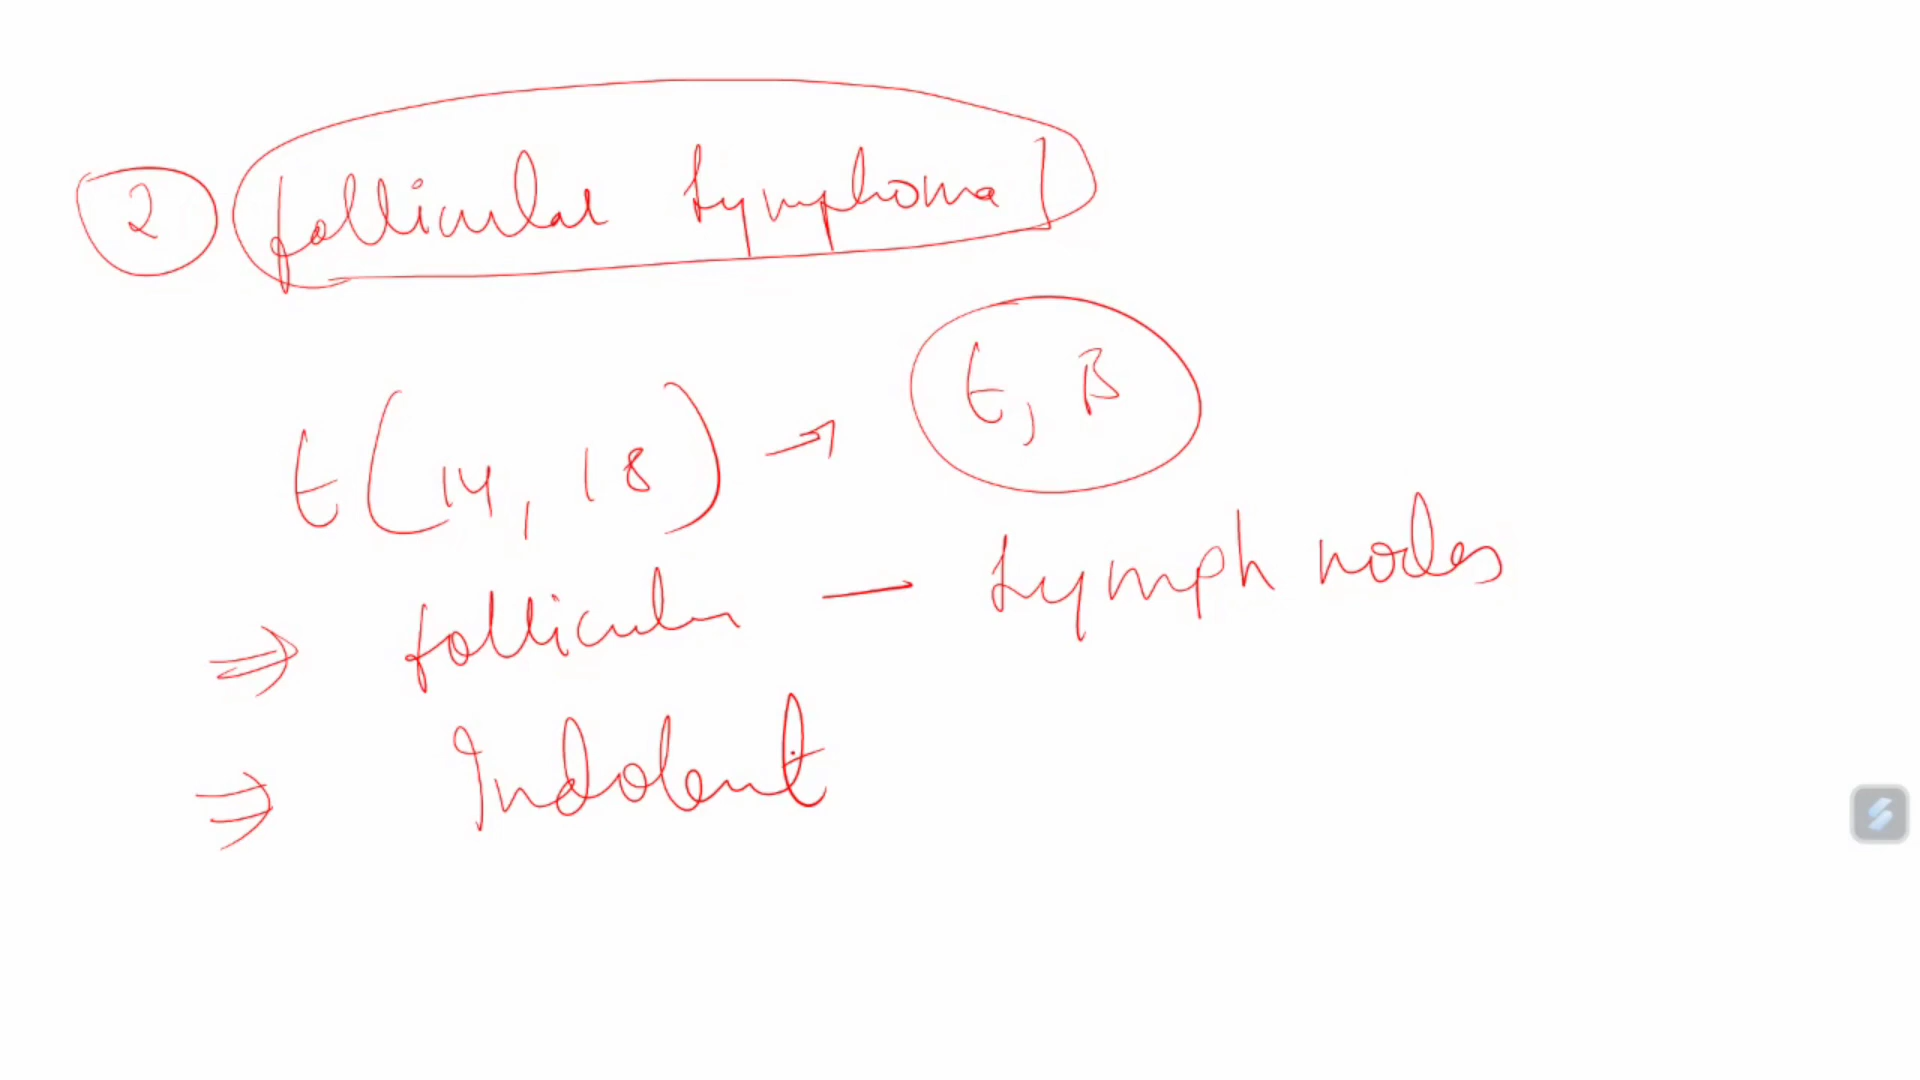 2 follicular lymphoma
t(14, 18) → t, B
⇒ follicular — lymph nodes
⇒ Indolent